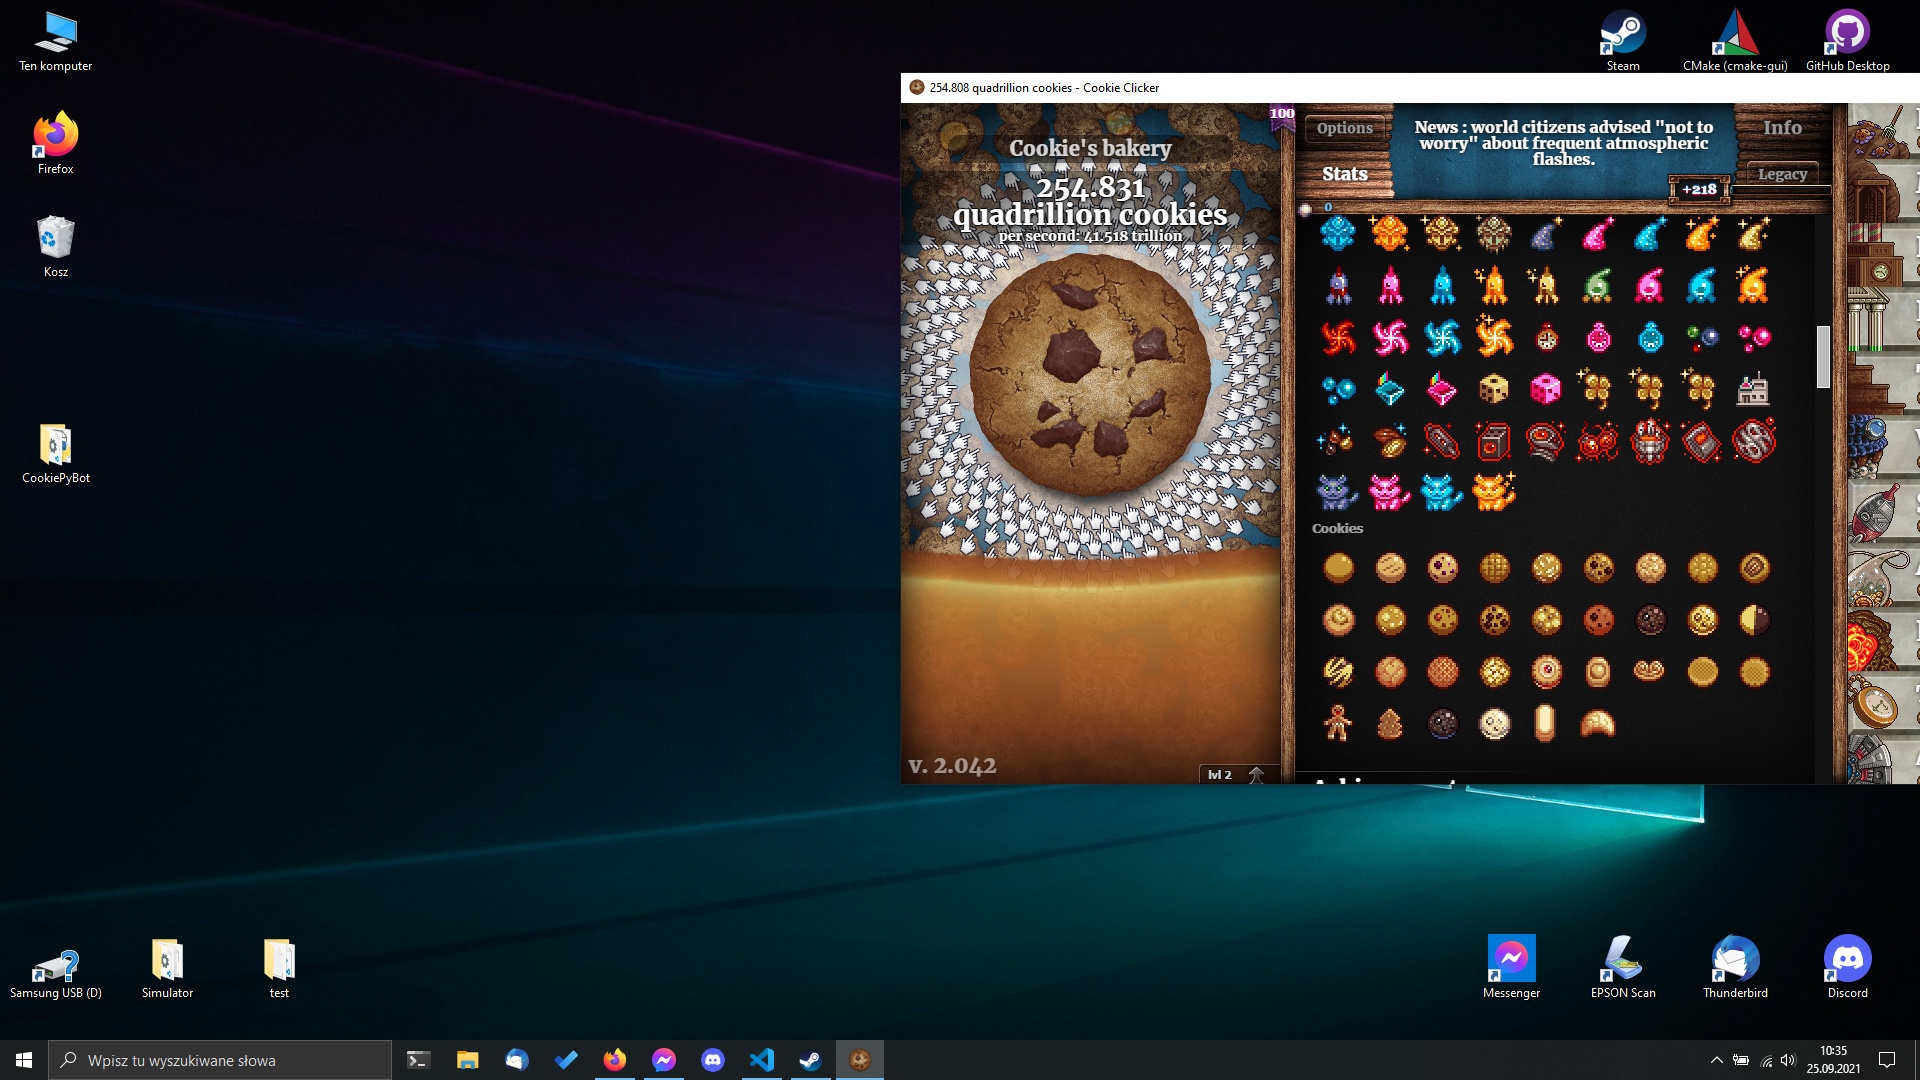 Ten komputer
Firefox
Kosz
CookiePyBot
Samsung USB (D)
Simulator
test
Steam
CMake (cmake-gui)
GitHub Desktop
254.808 quadrillion cookies - Cookie Clicker
Cookie's bakery
254.831
quadrillion cookies
per second: 41.518 trillion
100
v. 2.042
lvl 2
Options
Stats
0
News : world citizens advised "not to
worry" about frequent atmospheric
flashes.
+218
Info
Legacy
Cookies
Messenger
EPSON Scan
Thunderbird
Discord
Wpisz tu wyszukiwane słowa
10:35
25.09.2021